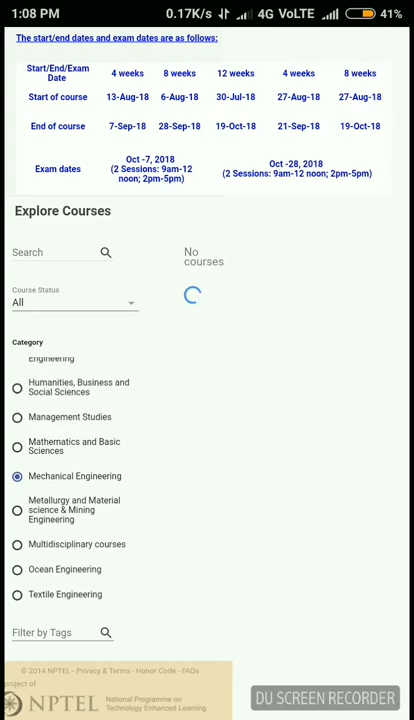 1:08 PM 0.17K/s 4G VoLTE 41%
The start/end dates and exam dates are as follows:
Start/End/Exam Date 4 weeks 8 weeks 12 weeks 4 weeks 8 weeks
Start of course 13-Aug-18 6-Aug-18 30-Jul-18 27-Aug-18 27-Aug-18
End of course 7-Sep-18 28-Sep-18 19-Oct-18 21-Sep-18 19-Oct-18
Exam dates
Oct -7, 2018
(2 Sessions: 9am-12
noon; 2pm-5pm)
Oct -28, 2018
(2 Sessions: 9am-12 noon; 2pm-5pm)
Explore Courses
Search
No
courses
Course Status
All
Category
Engineering
Humanities, Business and
Social Sciences
Management Studies
Mathematics and Basic
Sciences
Mechanical Engineering
Metallurgy and Material
science & Mining
Engineering
Multidisciplinary courses
Ocean Engineering
Textile Engineering
Filter by Tags
© 2014 NPTEL - Privacy & Terms - Honor Code - FAQs
project of
NPTEL
National Programme on
Technology Enhanced Learning
DU SCREEN RECORDER